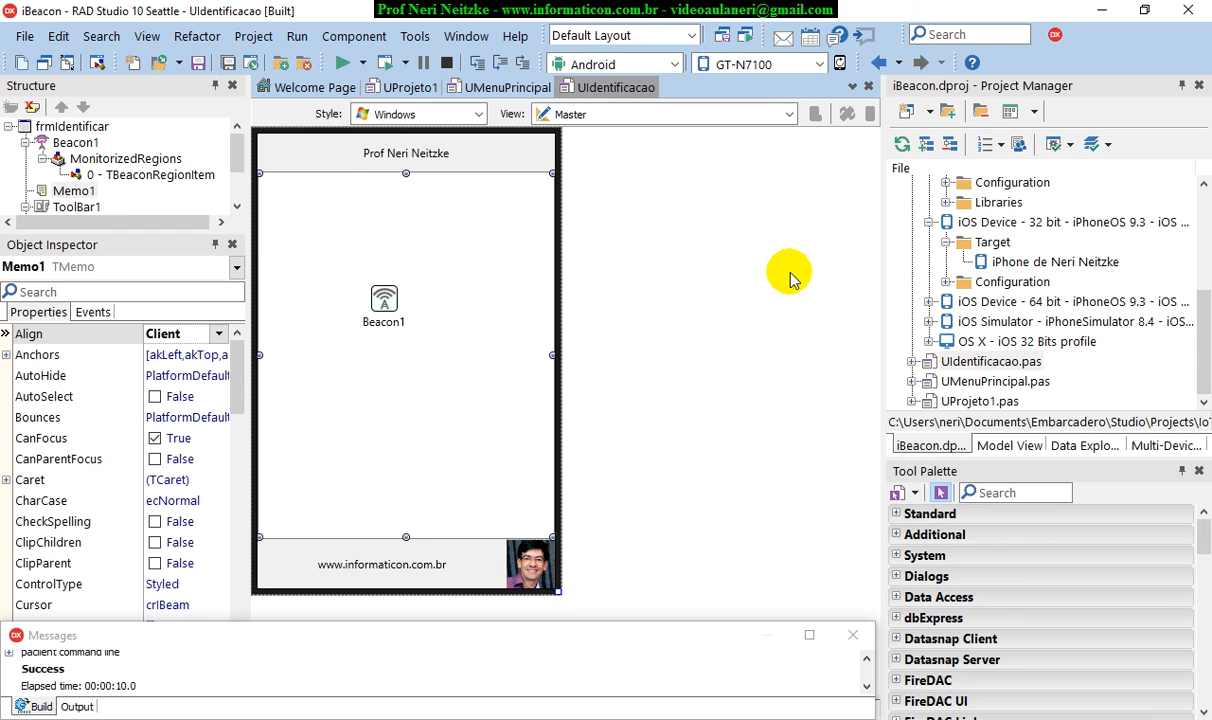 iBeacon - RAD Studio 10 Seattle - UIdentificacao [Built]
Prof Neri Neitzke - www.informaticon.com.br - videoaulaneri@gmail.com
File Edit Search View Refactor Project Run Component Tools Window Help
Default Layout
Search
Android
GT-N7100
Structure
frmIdentificar
Beacon1
MonitorizedRegions
0 - TBeaconRegionItem
Memo1
ToolBar1
Object Inspector
Memo1 TMemo
Search
Properties Events
Align Client
Anchors [akLeft,akTop,a
AutoHide PlatformDefault
AutoSelect False
Bounces PlatformDefault
CanFocus True
CanParentFocus False
Caret (TCaret)
CharCase ecNormal
CheckSpelling False
ClipChildren False
ClipParent False
ControlType Styled
Cursor crIBeam
Welcome Page UProjeto1 UMenuPrincipal UIdentificacao
Style: Windows View: Master
Prof Neri Neitzke
A
Beacon1
www.informaticon.com.br
Messages
paclient command line
Success
Elapsed time: 00:00:10.0
Build Output
iBeacon.dproj - Project Manager
File
Configuration
Libraries
iOS Device - 32 bit - iPhoneOS 9.3 - iOS ...
Target
iPhone de Neri Neitzke
Configuration
iOS Device - 64 bit - iPhoneOS 9.3 - iOS ...
iOS Simulator - iPhoneSimulator 8.4 - iOS...
OS X - iOS 32 Bits profile
UIdentificacao.pas
UMenuPrincipal.pas
UProjeto1.pas
C:\Users\neri\Documents\Embarcadero\Studio\Projects\Io
iBeacon.dp... Model View Data Explo... Multi-Devic...
Tool Palette
Search
Standard
Additional
System
Dialogs
Data Access
dbExpress
Datasnap Client
Datasnap Server
FireDAC
FireDAC UI